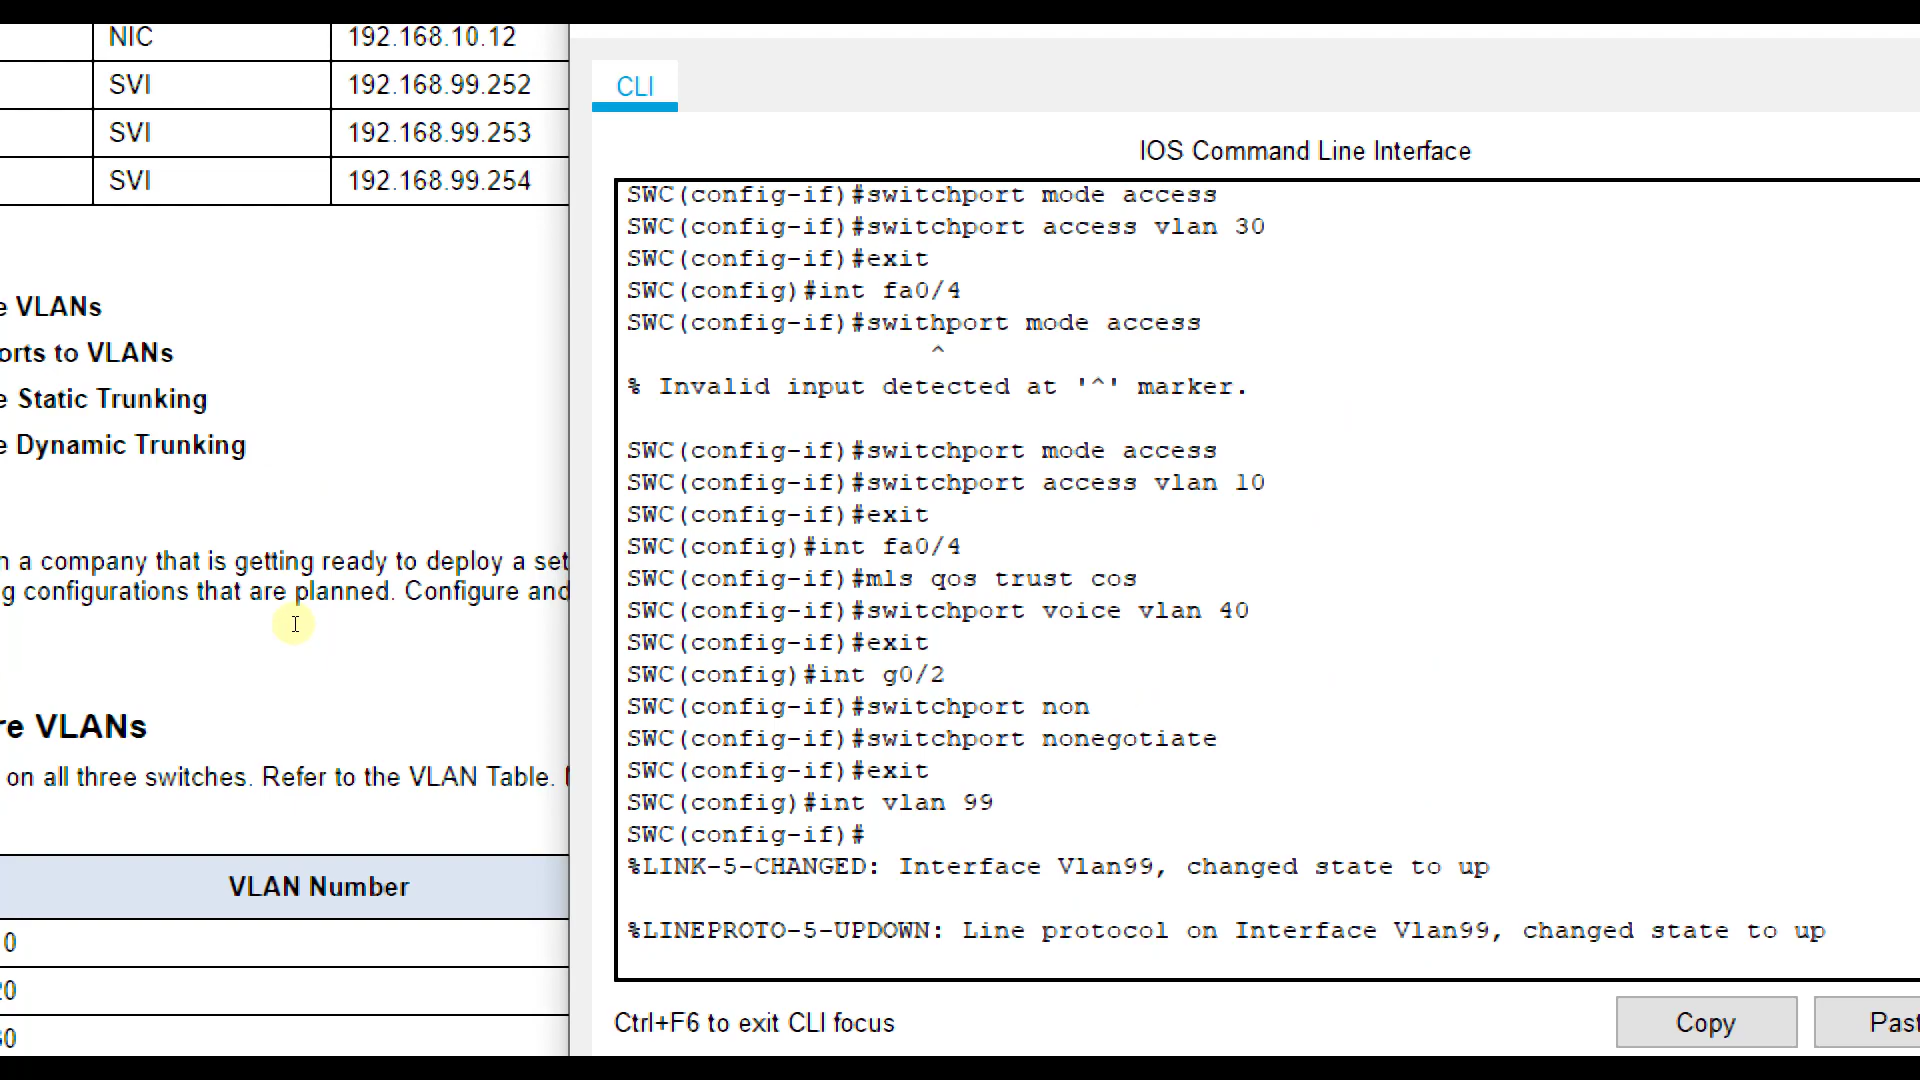 NIC 192.168.10.12
SVI 192.168.99.252
SVI 192.168.99.253
SVI 192.168.99.254
e VLANs
orts to VLANs
e Static Trunking
e Dynamic Trunking
n a company that is getting ready to deploy a set
g configurations that are planned. Configure and
re VLANs
on all three switches. Refer to the VLAN Table.
VLAN Number
0
20
30
CLI
IOS Command Line Interface
SWC(config-if)#switchport mode access
SWC(config-if)#switchport access vlan 30
SWC(config-if)#exit
SWC(config)#int fa0/4
SWC(config-if)#swithport mode access
^
% Invalid input detected at '^' marker.
SWC(config-if)#switchport mode access
SWC(config-if)#switchport access vlan 10
SWC(config-if)#exit
SWC(config)#int fa0/4
SWC(config-if)#mls qos trust cos
SWC(config-if)#switchport voice vlan 40
SWC(config-if)#exit
SWC(config)#int g0/2
SWC(config-if)#switchport non
SWC(config-if)#switchport nonegotiate
SWC(config-if)#exit
SWC(config)#int vlan 99
SWC(config-if)#
%LINK-5-CHANGED: Interface Vlan99, changed state to up
%LINEPROTO-5-UPDOWN: Line protocol on Interface Vlan99, changed state to up
Ctrl+F6 to exit CLI focus
Copy
Past